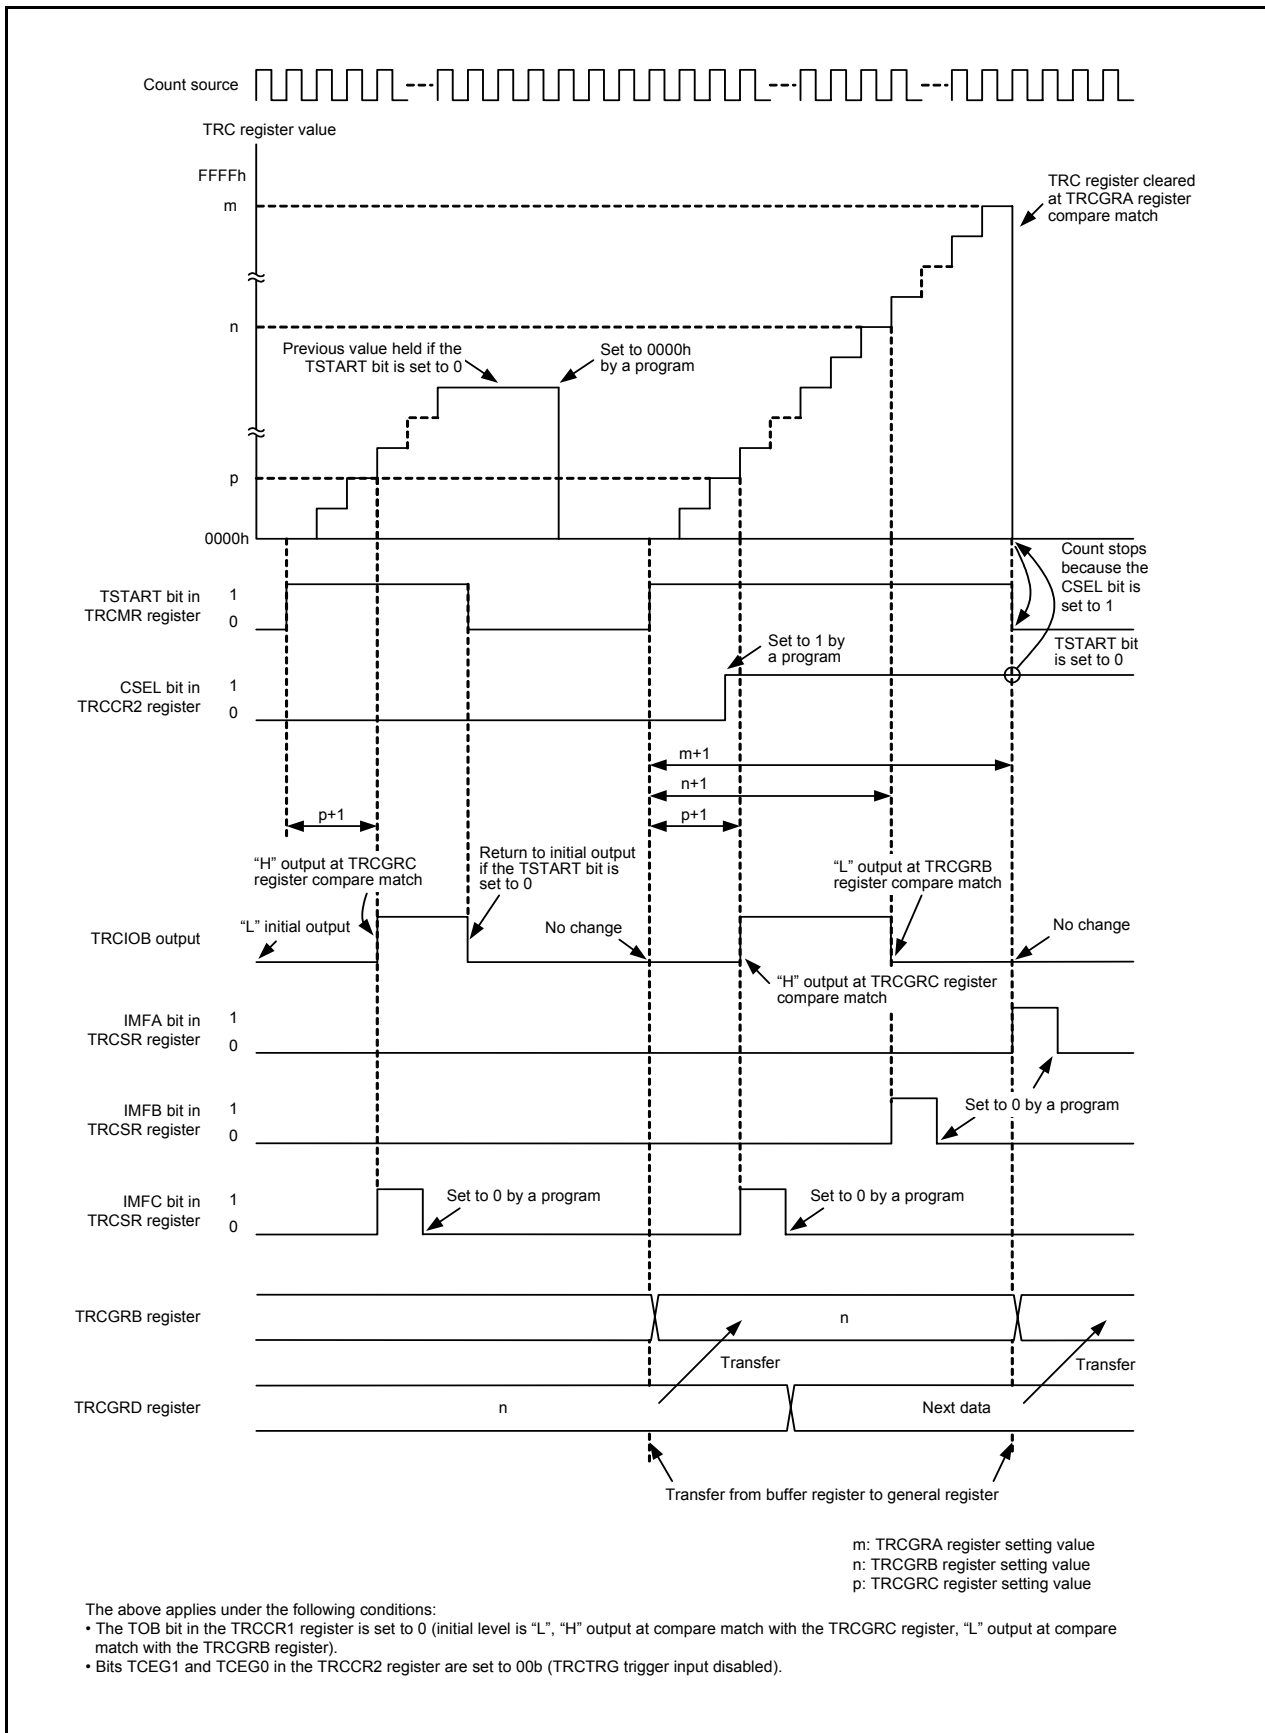 Count source
TRC register value
FFFFh
m
TRC register cleared
at TRCGRA register
compare match
n
Previous value held if the
TSTART bit is set to 0
Set to 0000h
by a program
p
0000h
Count stops
because the
CSEL bit is
set to 1
TSTART bit in
TRCMR register
1
0
TSTART bit
is set to 0
Set to 1 by
a program
CSEL bit in
TRCCR2 register
1
0
m+1
n+1
p+1
p+1
“H” output at TRCGRC
register compare match
Return to initial output
if the TSTART bit is
set to 0
“L” output at TRCGRB
register compare match
TRCIOB output
“L” initial output
No change
No change
“H” output at TRCGRC register
compare match
IMFA bit in
TRCSR register
1
0
IMFB bit in
TRCSR register
1
0
Set to 0 by a program
IMFC bit in
TRCSR register
1
0
Set to 0 by a program
Set to 0 by a program
TRCGRB register
n
Transfer
Transfer
TRCGRD register
n
Next data
Transfer from buffer register to general register
m: TRCGRA register setting value
n: TRCGRB register setting value
p: TRCGRC register setting value
The above applies under the following conditions:
• The TOB bit in the TRCCR1 register is set to 0 (initial level is “L”, “H” output at compare match with the TRCGRC register, “L” output at compare
match with the TRCGRB register).
• Bits TCEG1 and TCEG0 in the TRCCR2 register are set to 00b (TRCTRG trigger input disabled).